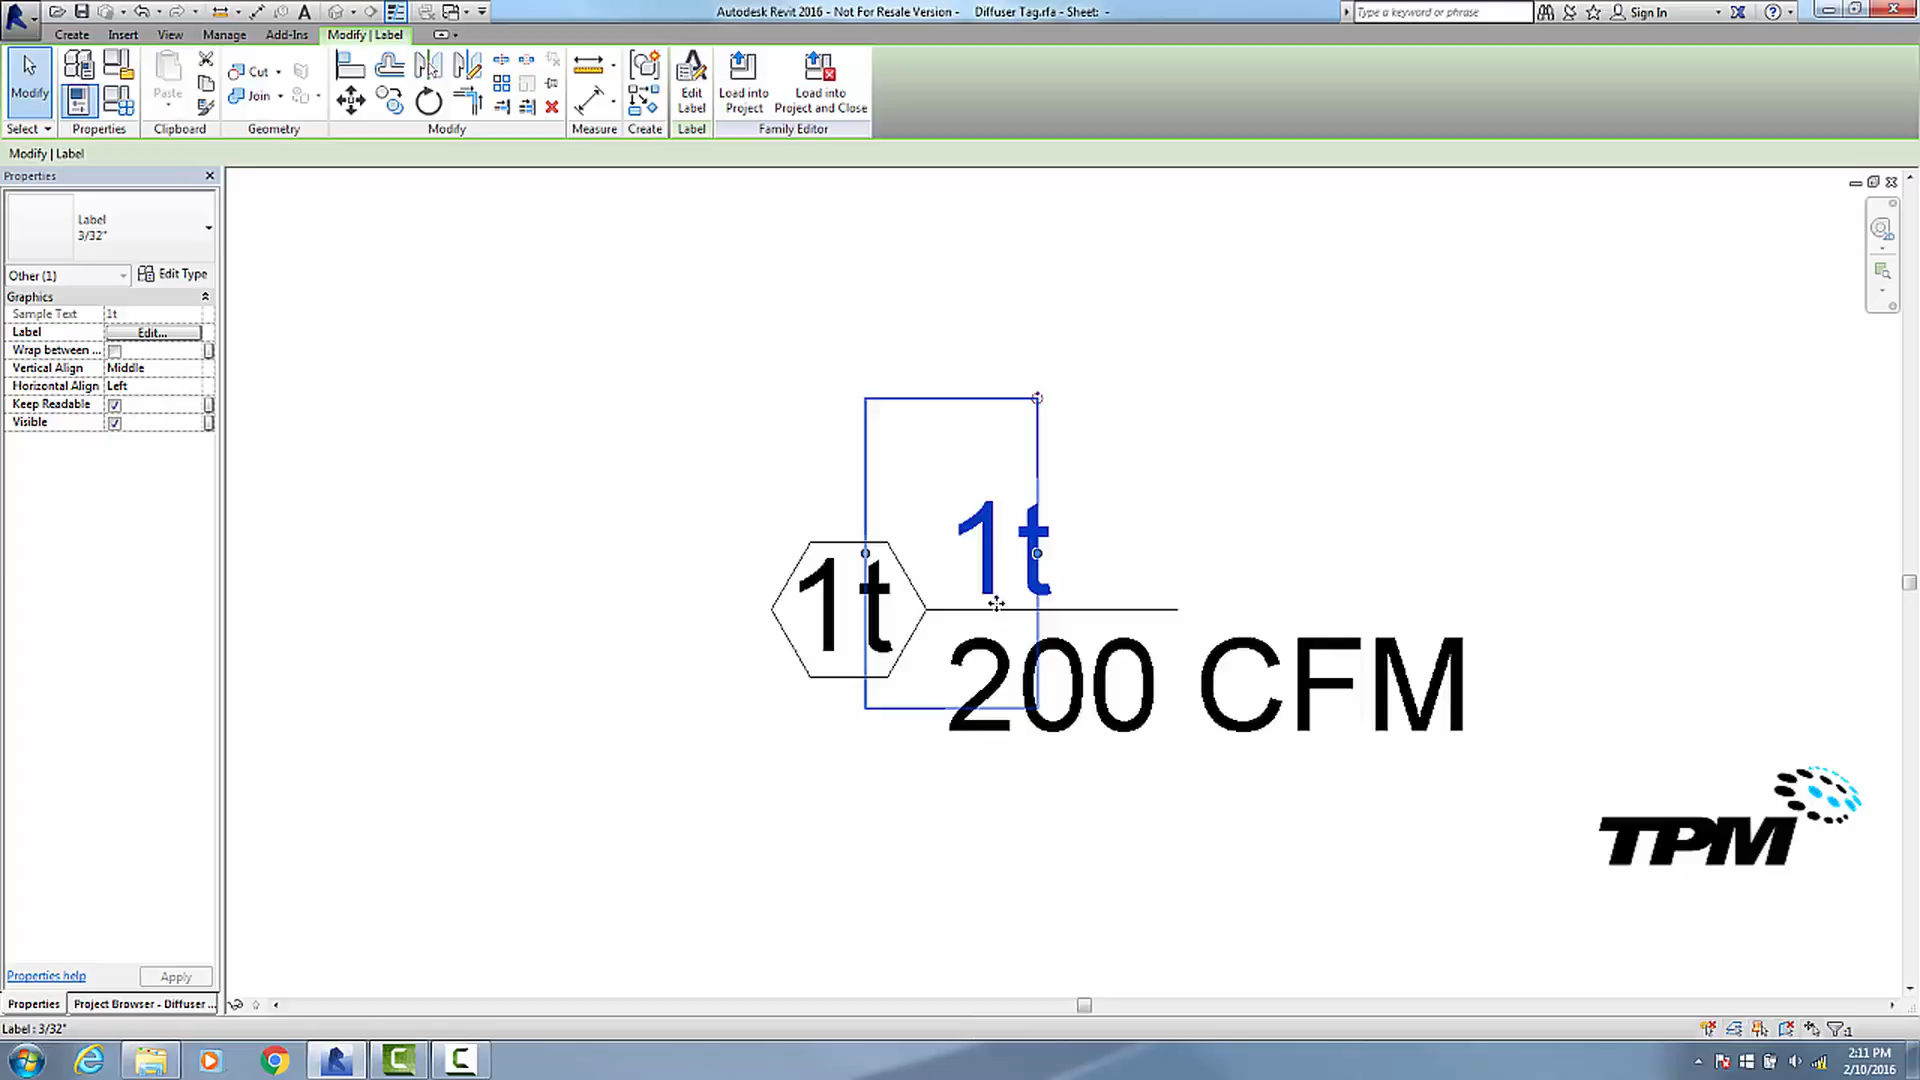 Autodesk Revit 2016 - Not For Resale Version - Diffuser Tag.rfa - Sheet: -
Type a keyword or phrase
Sign In
Create Insert View Manage Add-Ins Modify | Label
Modify
Paste
Cut
Join
Edit Label
Load into Project
Load into Project and Close
Select Properties Clipboard Geometry Modify Measure Create Label Family Editor
Modify | Label
Properties
Label
3/32"
Other (1)
Edit Type
Graphics
Sample Text 1t
Label Edit...
Wrap between ...
Vertical Align Middle
Horizontal Align Left
Keep Readable
Visible
1t
1t
200 CFM
TPM
Properties help
Apply
Properties Project Browser - Diffuser ...
Label : 3/32"
:1
2:11 PM
2/10/2016